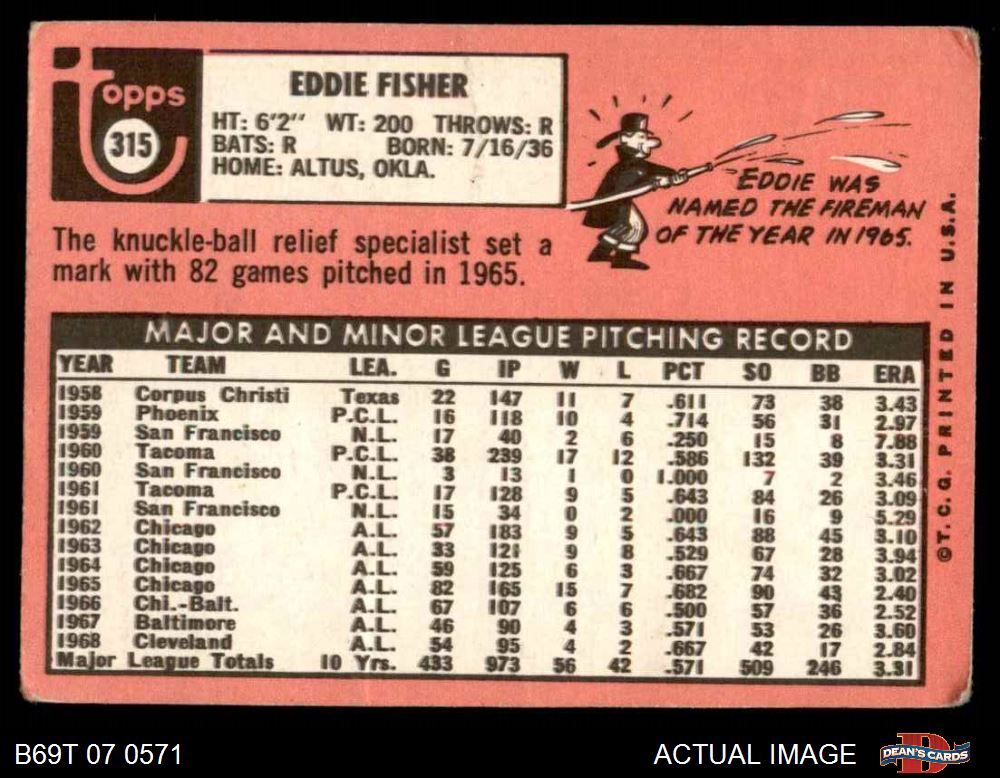 topps
315
EDDIE FISHER
HT: 6'2" WT: 200 THROWS: R
BATS: R BORN: 7/16/36
HOME: ALTUS, OKLA.
EDDIE WAS
NAMED THE FIREMAN
OF THE YEAR IN 1965.
The knuckle-ball relief specialist set a
mark with 82 games pitched in 1965.
MAJOR AND MINOR LEAGUE PITCHING RECORD
YEAR TEAM LEA. G IP W L PCT SO BB ERA
1958 Corpus Christi Texas 22 147 11 7 .611 73 38 3.43
1959 Phoenix P.C.L. 16 118 10 4 .714 56 31 2.97
1959 San Francisco N.L. 17 40 2 6 .250 15 8 7.88
1960 Tacoma P.C.L. 38 239 17 12 .586 132 39 3.31
1960 San Francisco N.L. 3 13 1 0 1.000 7 2 3.46
1961 Tacoma P.C.L. 17 128 9 5 .643 84 26 3.09
1961 San Francisco N.L. 15 34 0 2 .000 16 9 5.29
1962 Chicago A.L. 57 183 9 5 .643 88 45 3.10
1963 Chicago A.L. 33 121 9 8 .529 67 28 3.94
1964 Chicago A.L. 59 125 6 3 .667 74 32 3.02
1965 Chicago A.L. 82 165 15 7 .682 90 43 2.40
1966 Chi.-Balt. A.L. 67 107 6 6 .500 57 36 2.52
1967 Baltimore A.L. 46 90 4 3 .571 53 26 3.60
1968 Cleveland A.L. 54 95 4 2 .667 42 17 2.84
Major League Totals 10 Yrs. 433 973 56 42 .571 509 246 3.31
©T. C. G. PRINTED IN U.S.A.
B69T 07 0571
ACTUAL IMAGE
DEAN'S CARDS